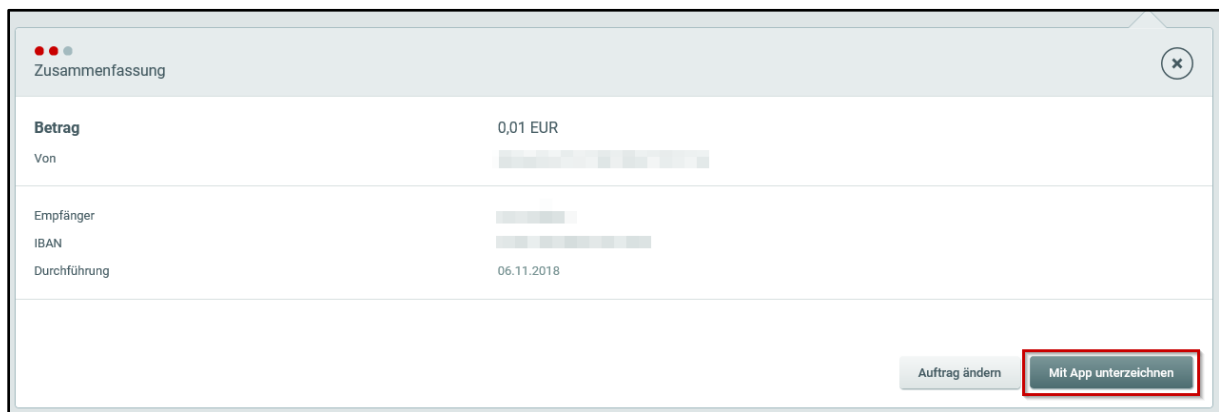 Zusammenfassung
Betrag 0,01 EUR
Von
Empfänger
IBAN
Durchführung 06.11.2018
Auftrag ändern Mit App unterzeichnen